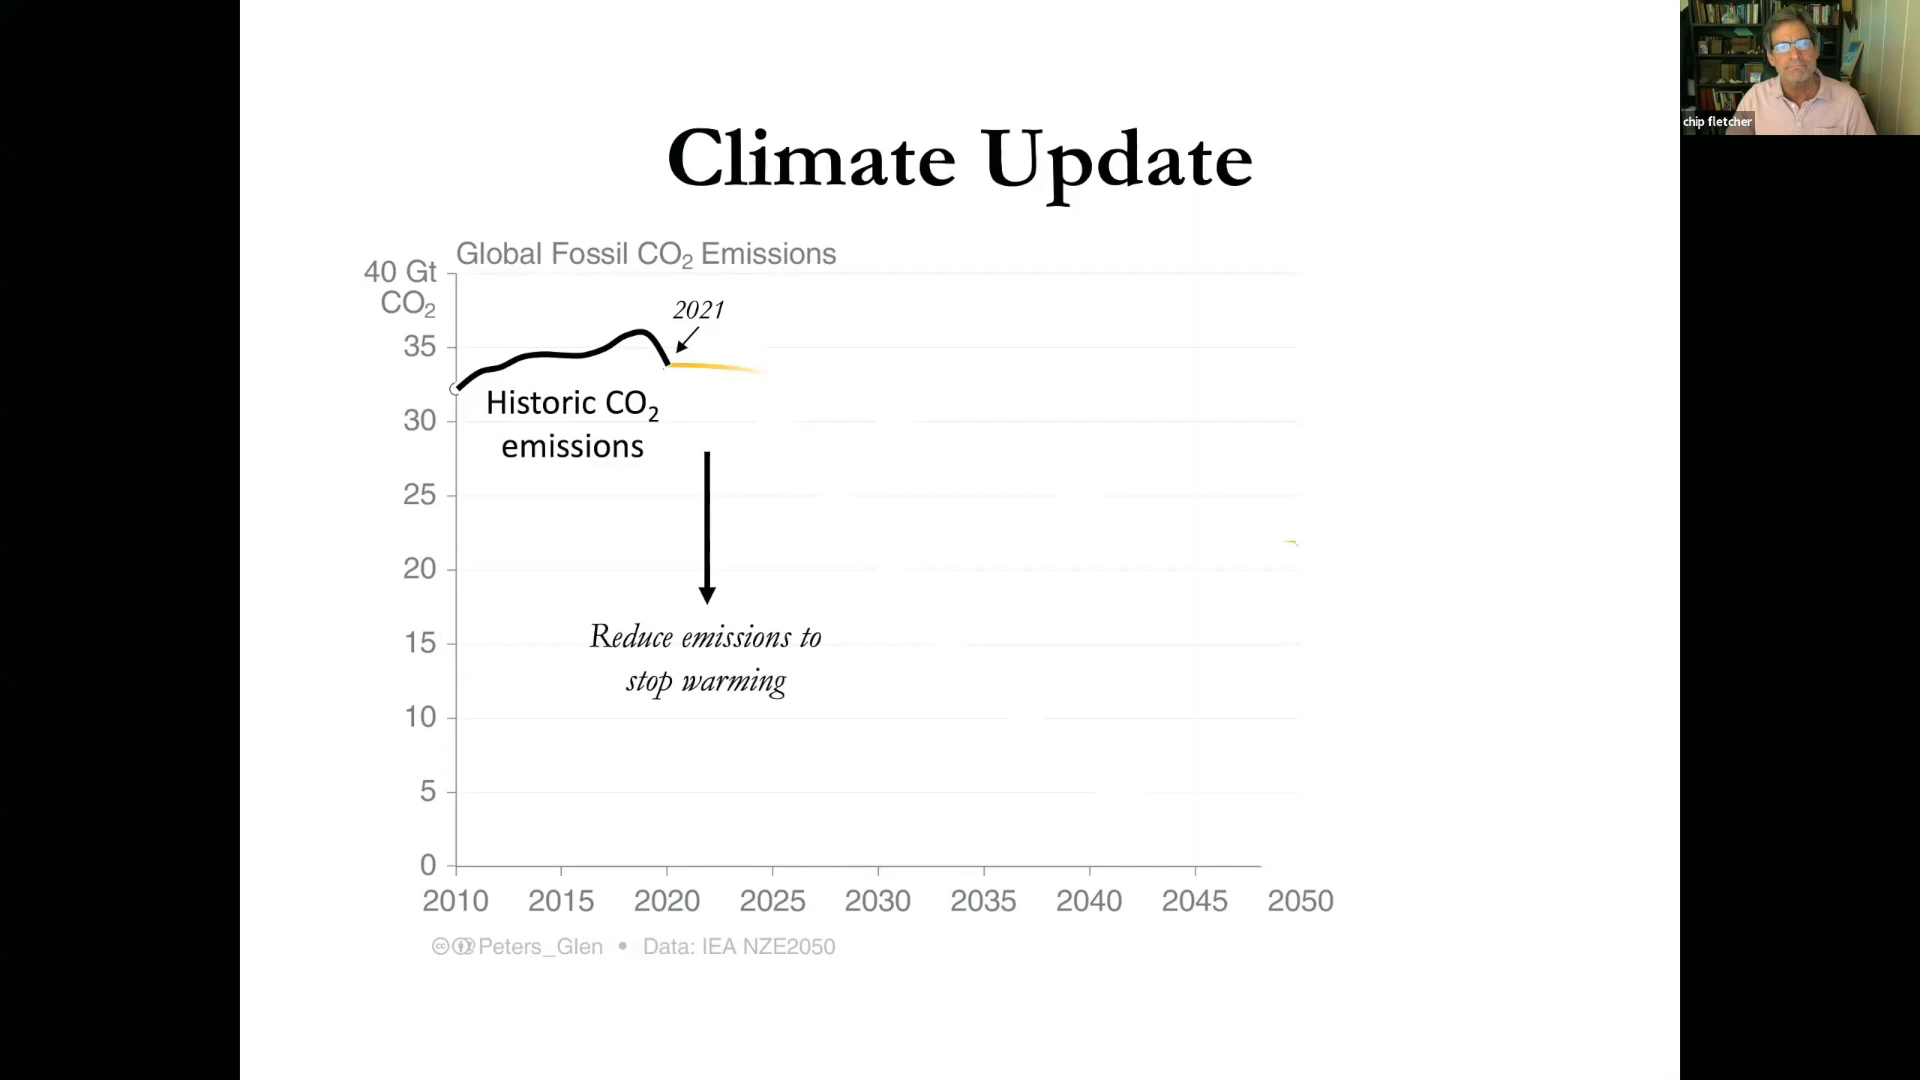 chip fletcher
Climate Update
Global Fossil CO₂ Emissions
40 Gt
CO₂
35
30
25
20
15
10
5
0
2021
Historic CO₂
emissions
Reduce emissions to
stop warming
2010 2015 2020 2025 2030 2035 2040 2045 2050
Peters_Glen • Data: IEA NZE2050